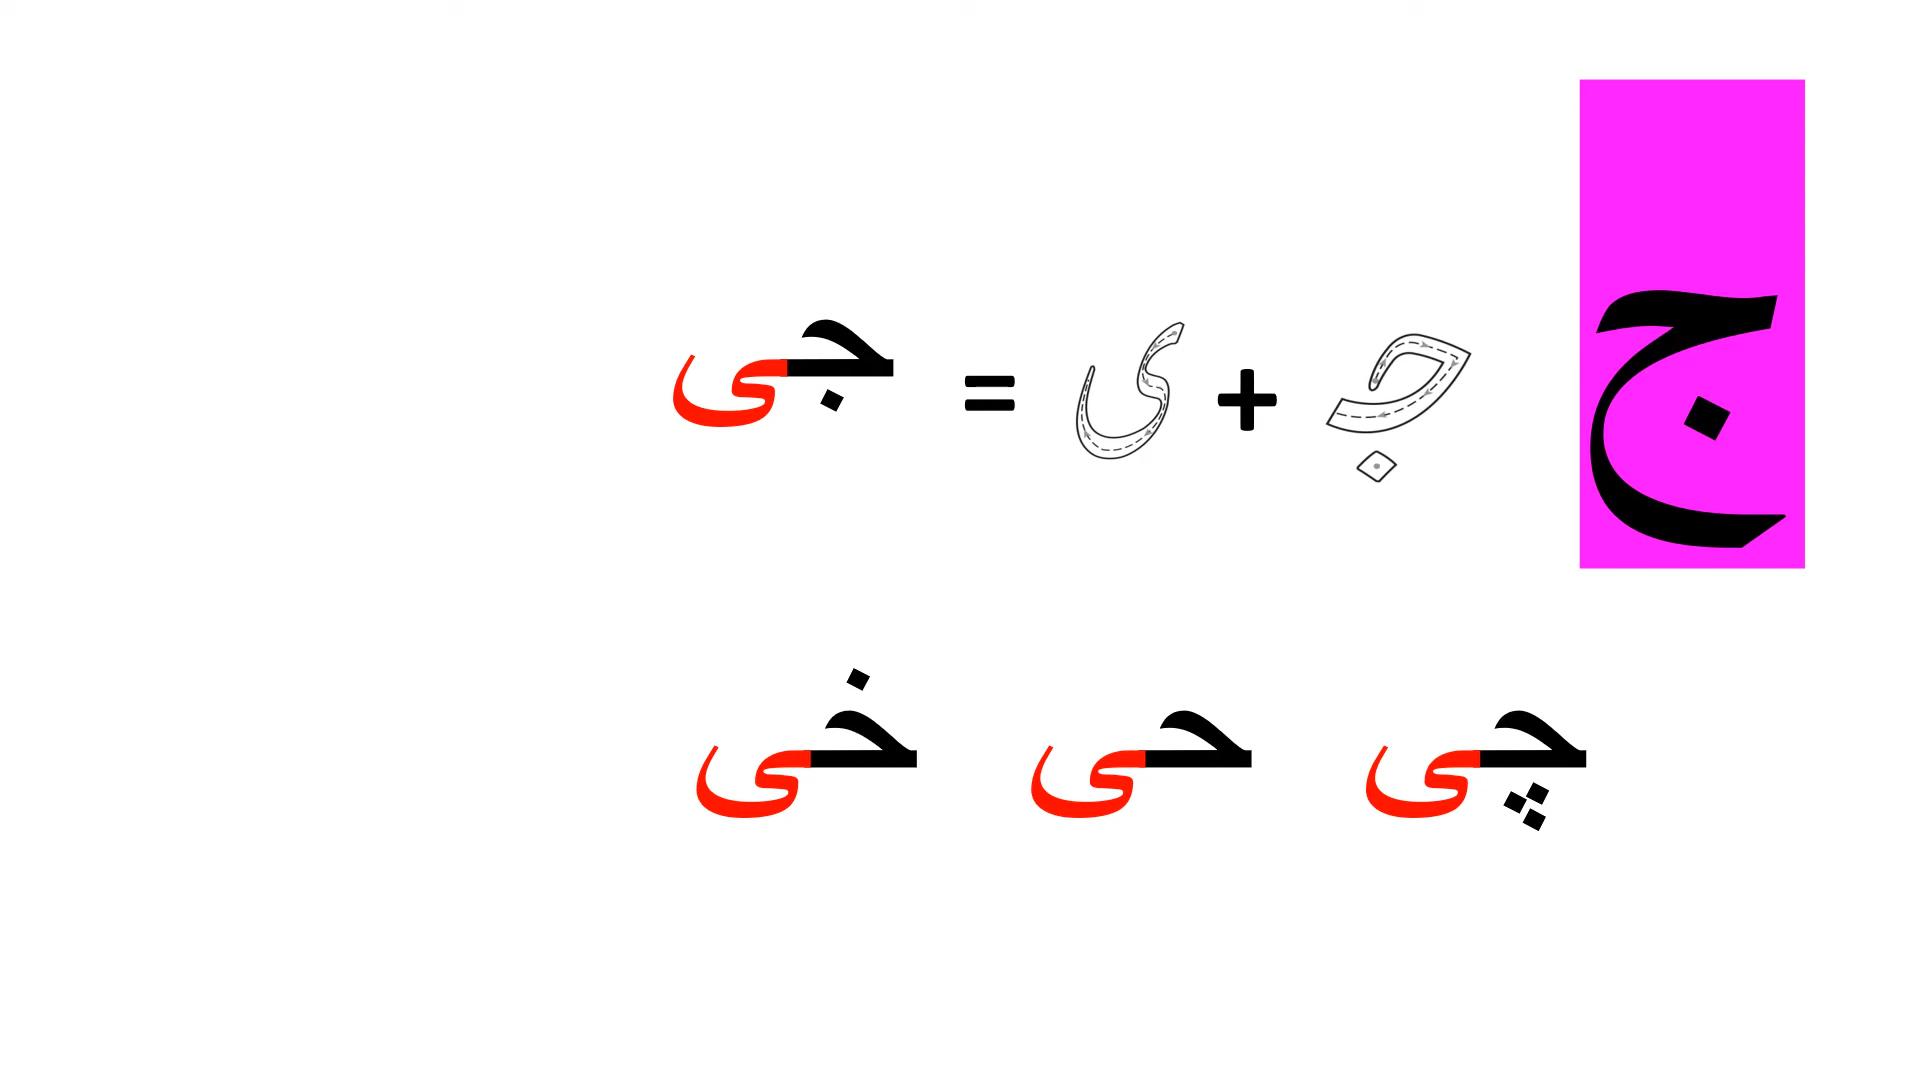 ج
جـ + ی = جی
چی حی خی